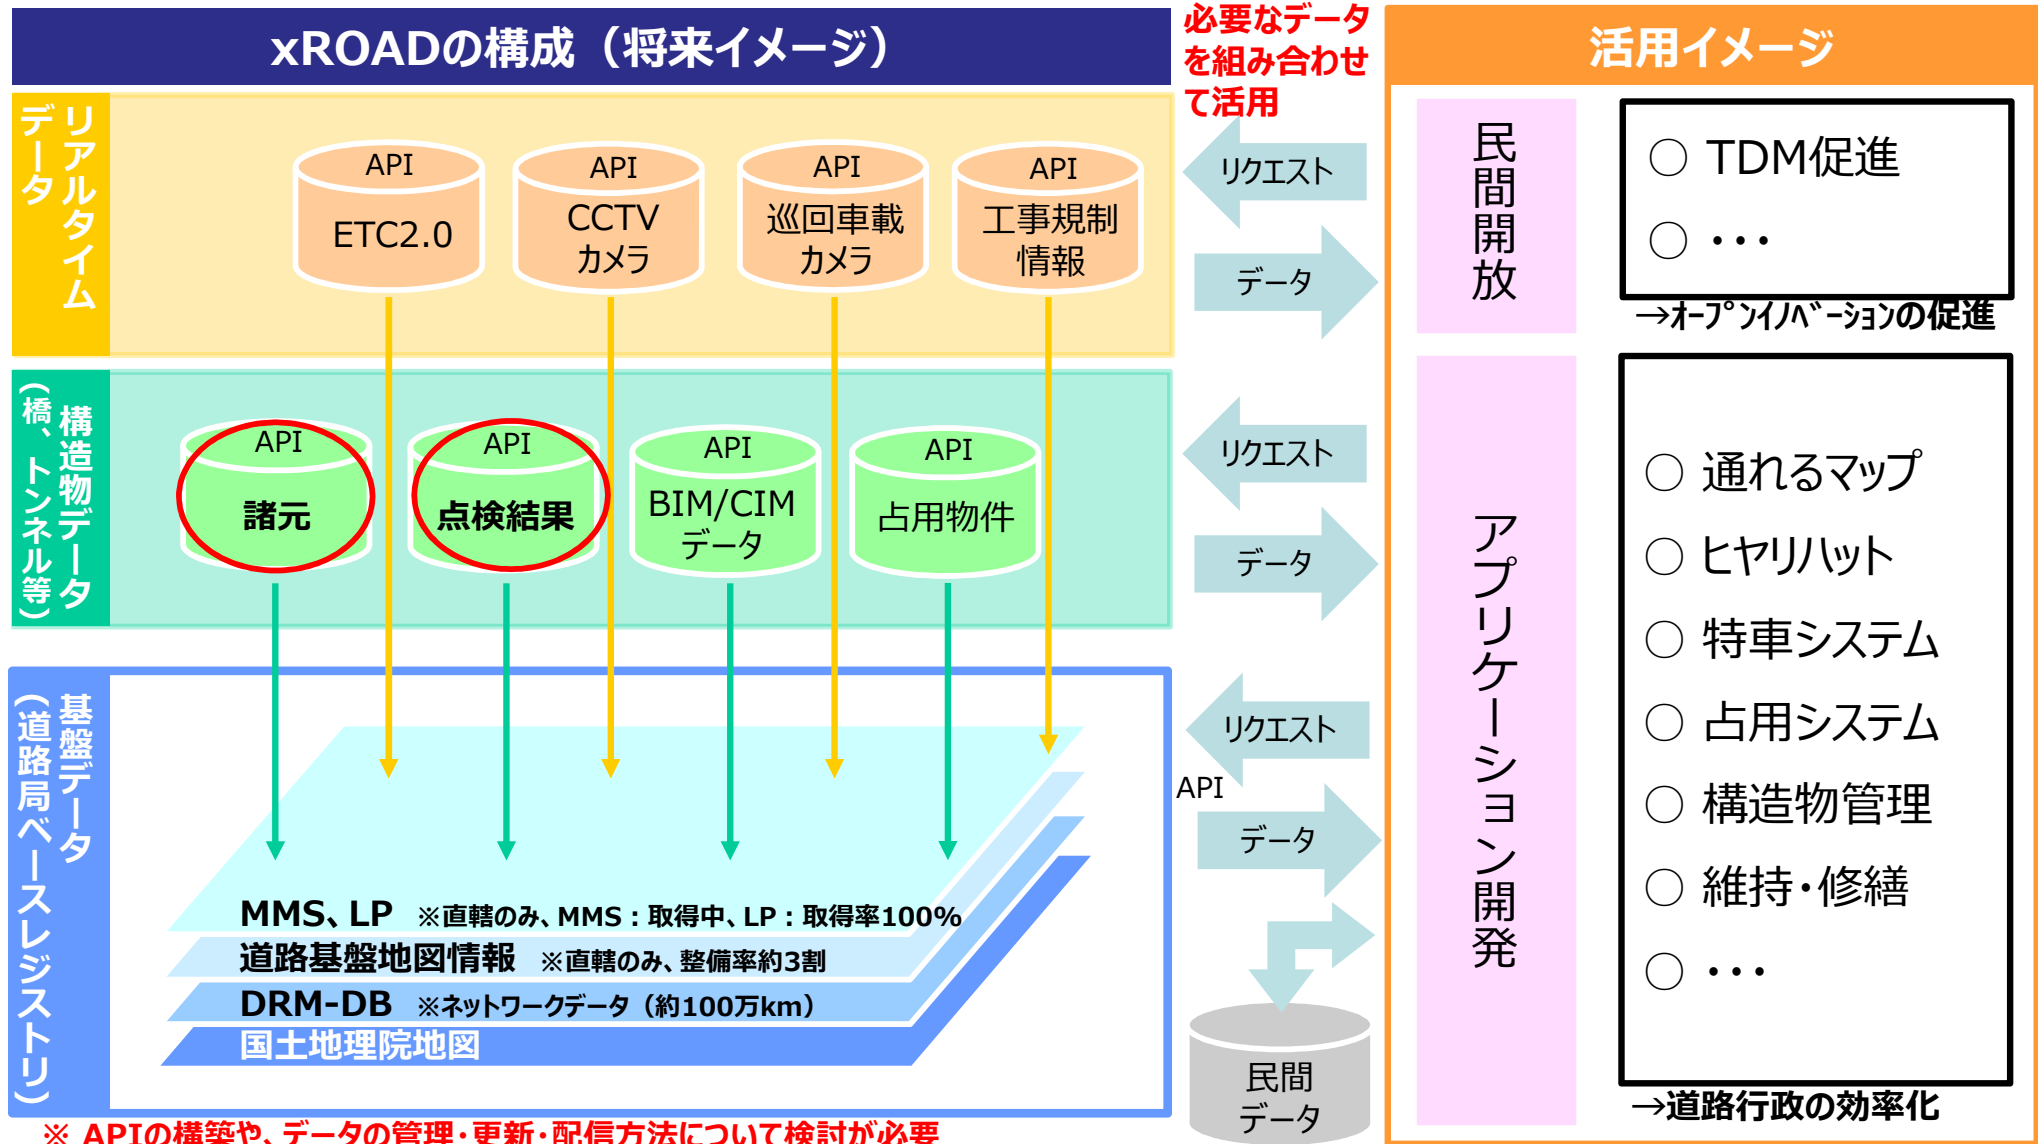 xROADの構成（将来イメージ）
必要なデータ
を組み合わせ
て活用
活用イメージ
リアルタイム
データ
API
ETC2.0
API
CCTV
カメラ
API
巡回車載
カメラ
API
工事規制
情報
リクエスト
データ
民間開放
○ TDM促進
○ ・・・
→ｵｰﾌﾟﾝｲﾉﾍﾞｰｼｮﾝの促進
構造物データ
（橋、トンネル等）
API
諸元
API
点検結果
API
BIM/CIM
データ
API
占用物件
リクエスト
データ
アプリケーション開発
○ 通れるマップ
○ ヒヤリハット
○ 特車システム
○ 占用システム
○ 構造物管理
○ 維持・修繕
○ ・・・
→道路行政の効率化
基盤データ
（道路局ベースレジストリ）
MMS、LP ※直轄のみ、MMS：取得中、LP：取得率100%
道路基盤地図情報 ※直轄のみ、整備率約3割
DRM-DB ※ネットワークデータ（約100万km）
国土地理院地図
リクエスト
API
データ
民間
データ
※ APIの構築や、データの管理・更新・配信方法について検討が必要